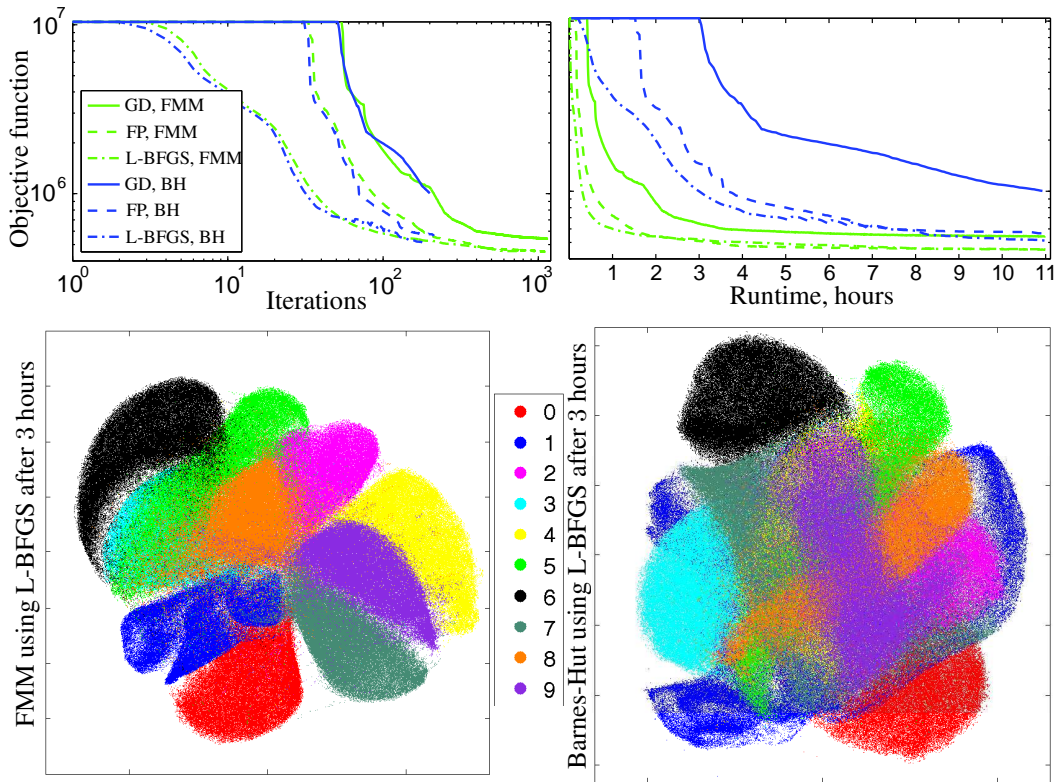 10^7
10^6
Objective function
GD, FMM
FP, FMM
L-BFGS, FMM
GD, BH
FP, BH
L-BFGS, BH
10^0
10^1
10^2
10^3
Iterations
1
2
3
4
5
6
7
8
9
10
11
Runtime, hours
FMM using L-BFGS after 3 hours
0
1
2
3
4
5
6
7
8
9
Barnes-Hut using L-BFGS after 3 hours